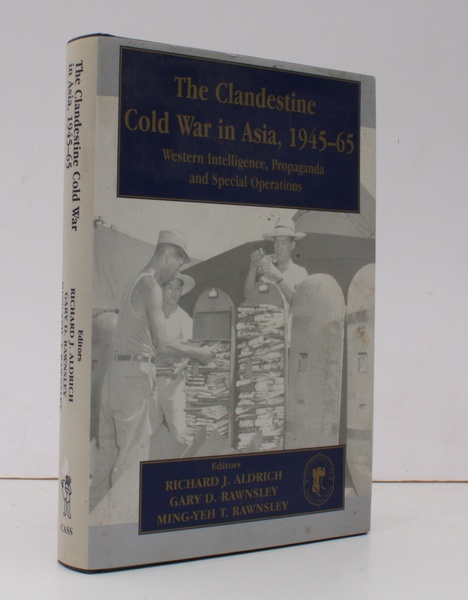 The Clandestine
Cold War in Asia, 1945–65
Western Intelligence, Propaganda
and Special Operations
Editors
RICHARD J. ALDRICH
GARY D. RAWNSLEY
MING-YEH T. RAWNSLEY
The Clandestine Cold War
in Asia, 1945–65
Editors
RICHARD J. ALDRICH
GARY D. RAWNSLEY
CASS